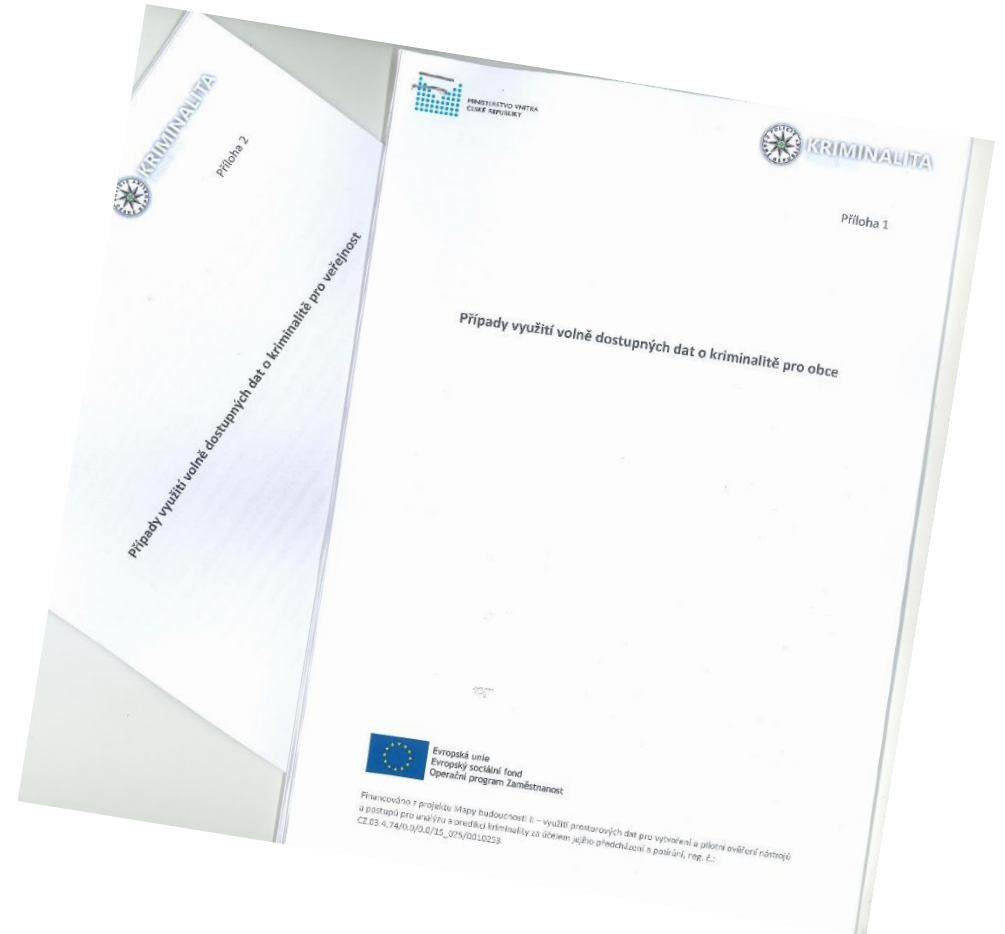 KRIMINALITA
Příloha 2
Případy využití volně dostupných dat o kriminalitě pro veřejnost
MINISTERSTVO VNITRA
ČESKÉ REPUBLIKY
KRIMINALITA
Příloha 1
Případy využití volně dostupných dat o kriminalitě pro obce
Evropská unie
Evropský sociální fond
Operační program Zaměstnanost
Financováno z projektu Mapy budoucnosti II – využití prostorových dat pro vytvoření a pilotní ověření nástrojů
a postupů pro analýzu a predikci kriminality za účelem jejího předcházení a potírání, reg. č.:
CZ.03.4.74/0.0/0.0/15_025/0010253.